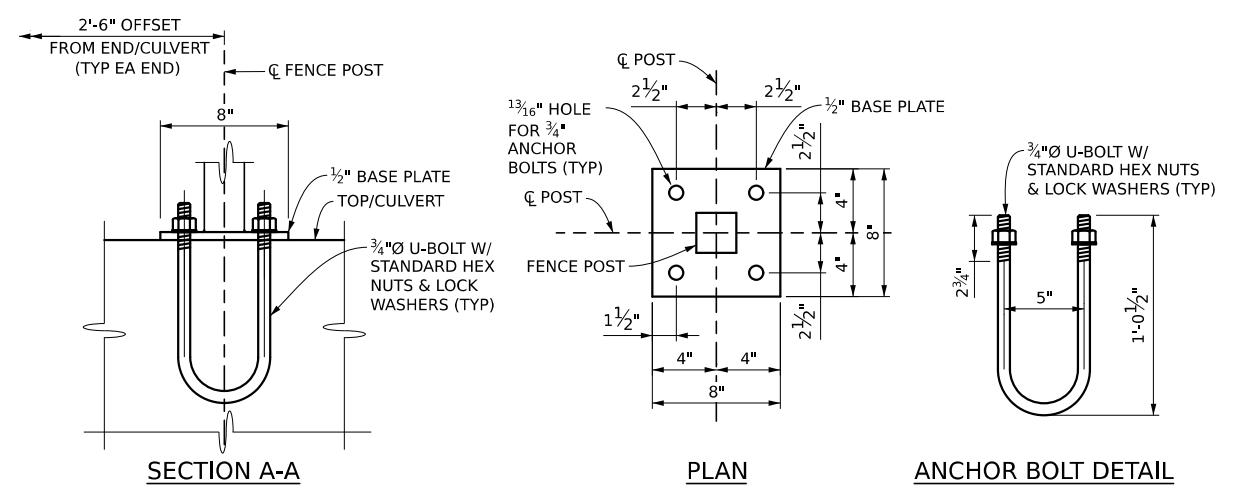 2'-6" OFFSET
FROM END/CULVERT
(TYP EA END)
℄ FENCE POST
8"
½" BASE PLATE
TOP/CULVERT
¾"Ø U-BOLT W/
STANDARD HEX
NUTS & LOCK
WASHERS (TYP)
SECTION A-A
℄ POST
2½"
2½"
13⁄16" HOLE
FOR ¾"
ANCHOR
BOLTS (TYP)
½" BASE PLATE
2½"
℄ POST
4"
8"
FENCE POST
4"
1½"
2½"
4"
4"
8"
PLAN
¾"Ø U-BOLT W/
STANDARD HEX NUTS
& LOCK WASHERS (TYP)
2¾"
5"
1'-0½"
ANCHOR BOLT DETAIL